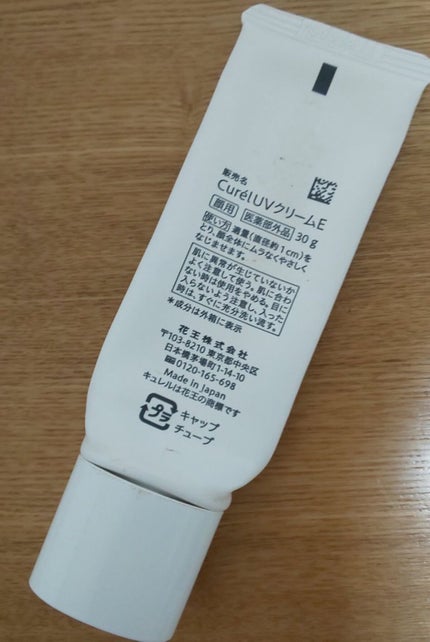 販売名
CurélUVクリームE
顔用 医薬部外品 30g
使い方 適量(直径約1cm)を
とり、顔全体にムラなくやさしく
なじませます。
肌に異常が生じていないか
よく注意して使う。肌に合わ
ない時は使用をやめる。目に
入らないよう注意し、入った
時は、すぐに充分洗い流す。
*成分は外箱に表示
花王株式会社
〒103-8210 東京都中央区
日本橋茅場町1-14-10
0120-165-698
Made in Japan
キュレルは花王の商標です
プラ キャップ
チューブ